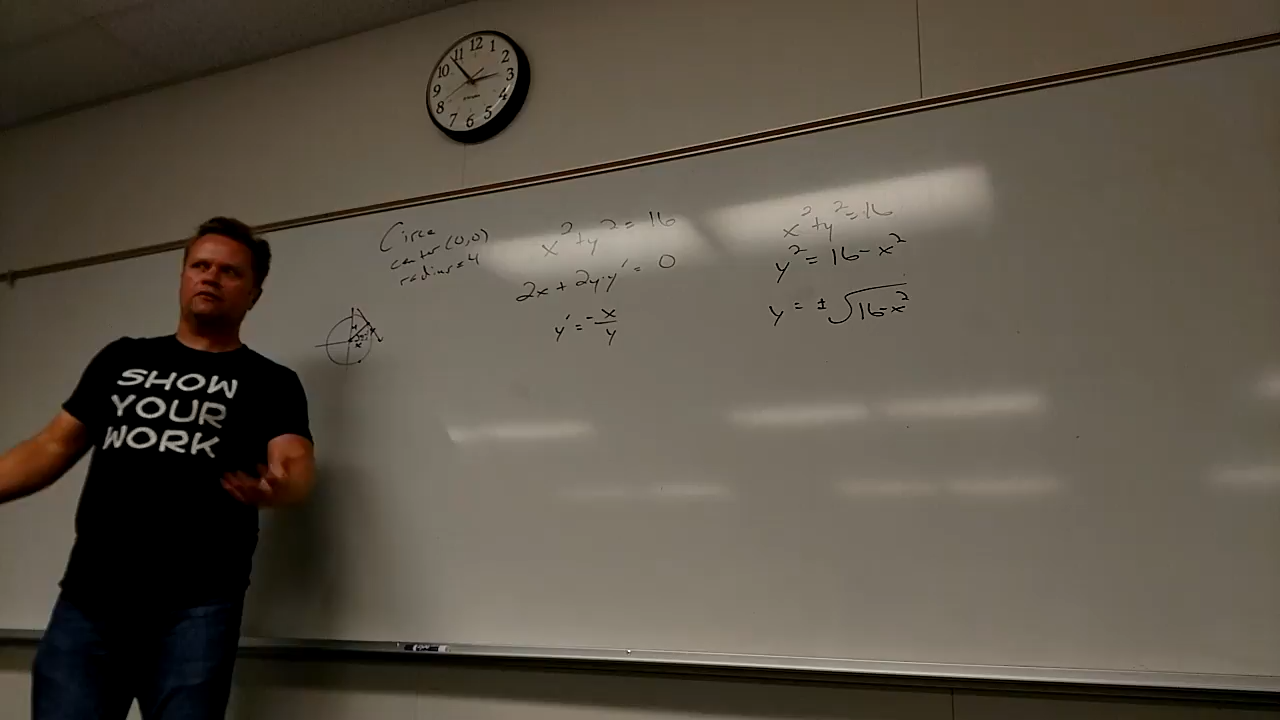 11 12 1
10 2
9 3
8 4
7 6 5
Circe
center (0,0)
radius = 4
x² + y² = 16
2x + 2y·y' = 0
y' = -x/y
x² + y² = 16
y² = 16 - x²
y = ±√(16-x²)
SHOW
YOUR
WORK